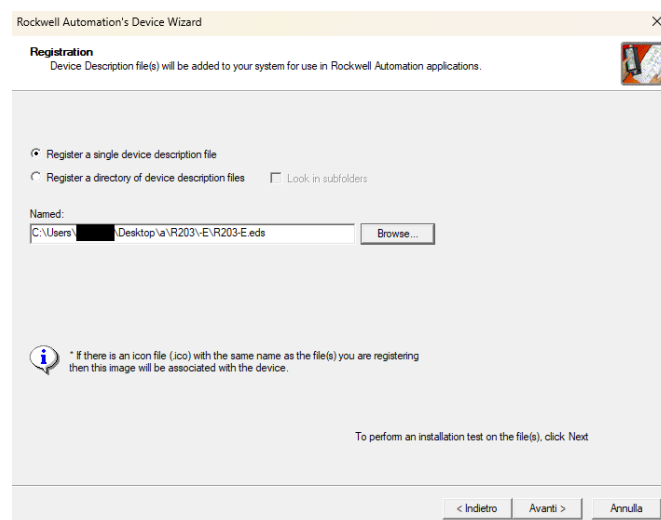 Rockwell Automation's Device Wizard
Registration
Device Description file(s) will be added to your system for use in Rockwell Automation applications.
Register a single device description file
Register a directory of device description files
Look in subfolders
Named:
C:\Users\ \Desktop\a\R203\-E\R203-E.eds
Browse...
* If there is an icon file (.ico) with the same name as the file(s) you are registering
then this image will be associated with the device.
To perform an installation test on the file(s), click Next
< Indietro
Avanti >
Annulla